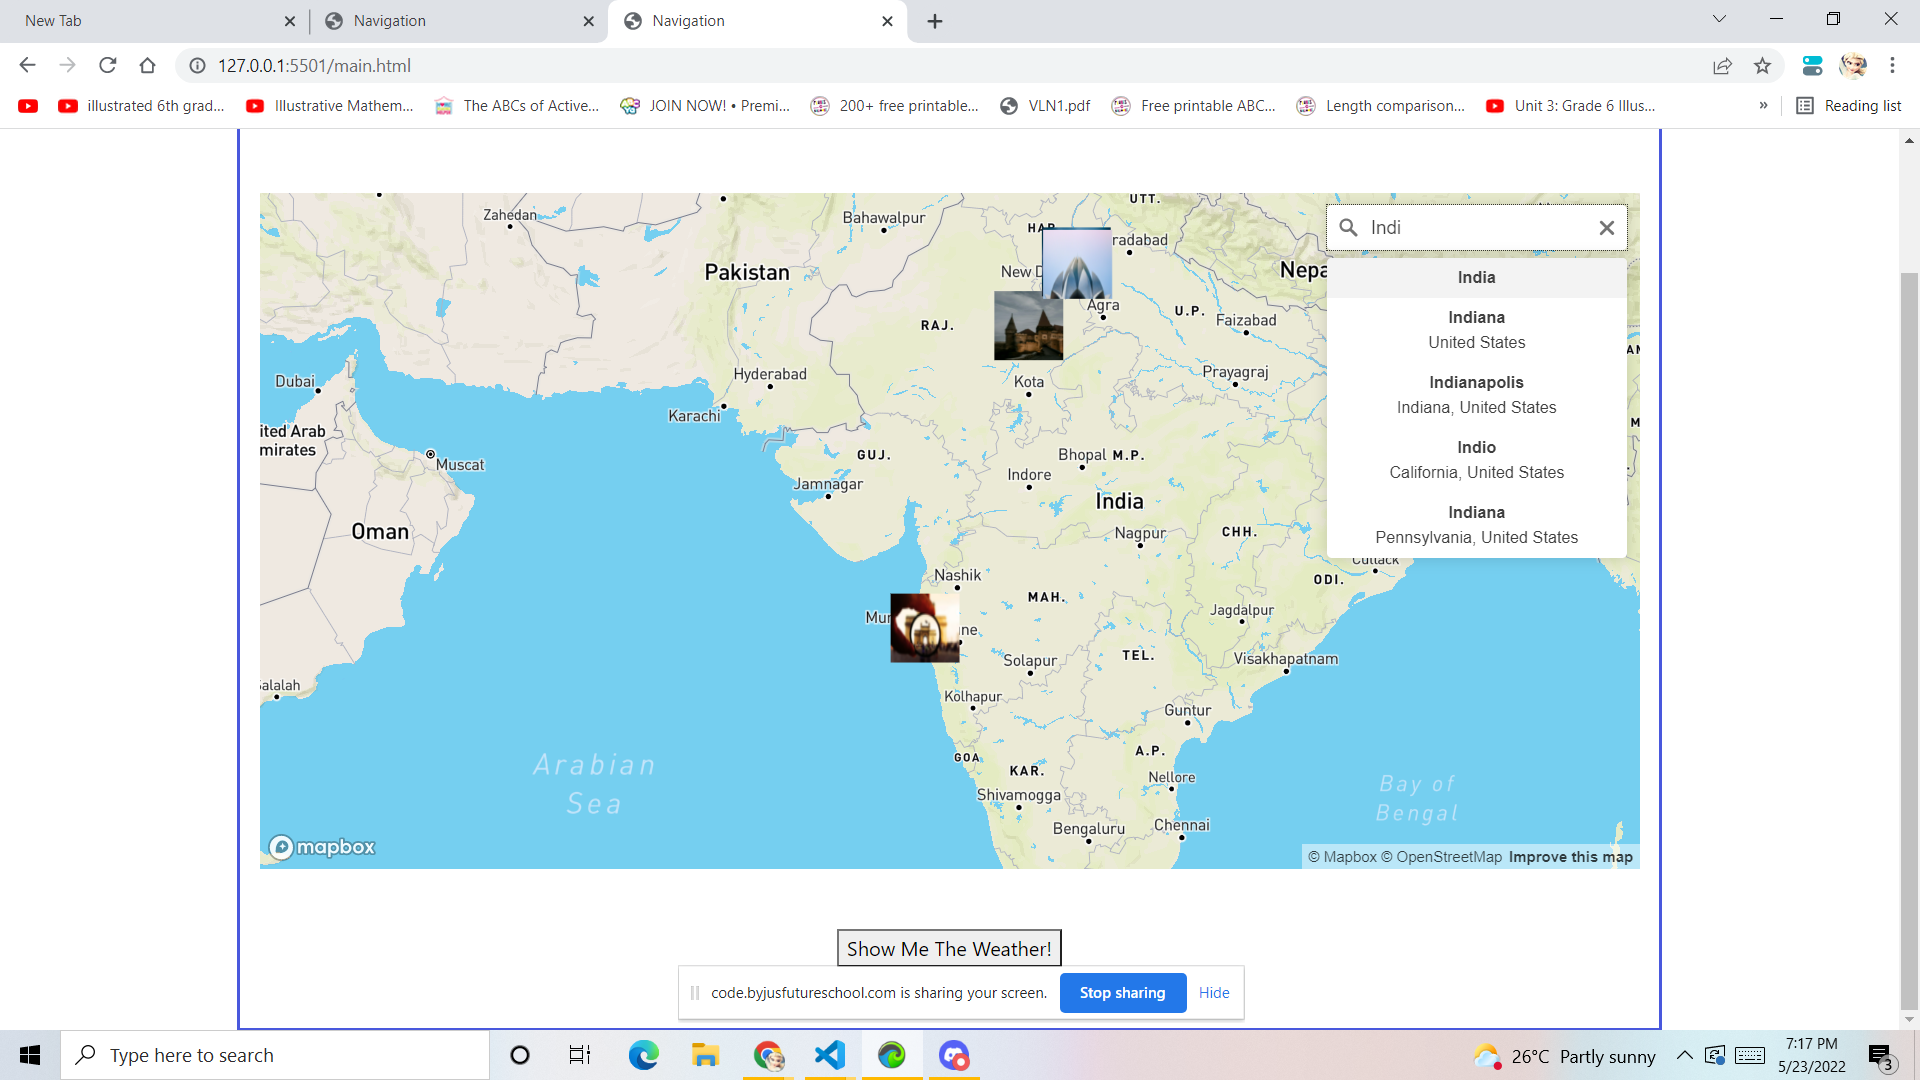 New Tab
Navigation
Navigation
127.0.0.1:5501/main.html
illustrated 6th grad...
Illustrative Mathem...
The ABCs of Active...
JOIN NOW! • Premi...
200+ free printable...
VLN1.pdf
Free printable ABC...
Length comparison...
Unit 3: Grade 6 Illus...
»
Reading list
Zahedan
Bahawalpur
UTT.
HAR.
radabad
Indi
Pakistan
New D
Nepa
India
Agra
U.P.
Faizabad
RAJ.
Indiana
United States
Dubai
Hyderabad
Kota
Prayagraj
Indianapolis
Indiana, United States
Karachi
ited Arab
mirates
Muscat
GUJ.
Bhopal
M.P.
Indio
California, United States
Jamnagar
Indore
India
Indiana
Pennsylvania, United States
Oman
Nagpur
CHH.
Cuttack
Nashik
ODI.
MAH.
Mur
ne
Jagdalpur
Solapur
TEL.
Visakhapatnam
Salalah
Kolhapur
Guntur
Arabian
Sea
GOA
KAR.
A.P.
Nellore
Shivamogga
Bay of
Bengal
Bengaluru
Chennai
mapbox
© Mapbox © OpenStreetMap Improve this map
Show Me The Weather!
code.byjusfutureschool.com is sharing your screen.
Stop sharing
Hide
Type here to search
26°C Partly sunny
7:17 PM
5/23/2022
3